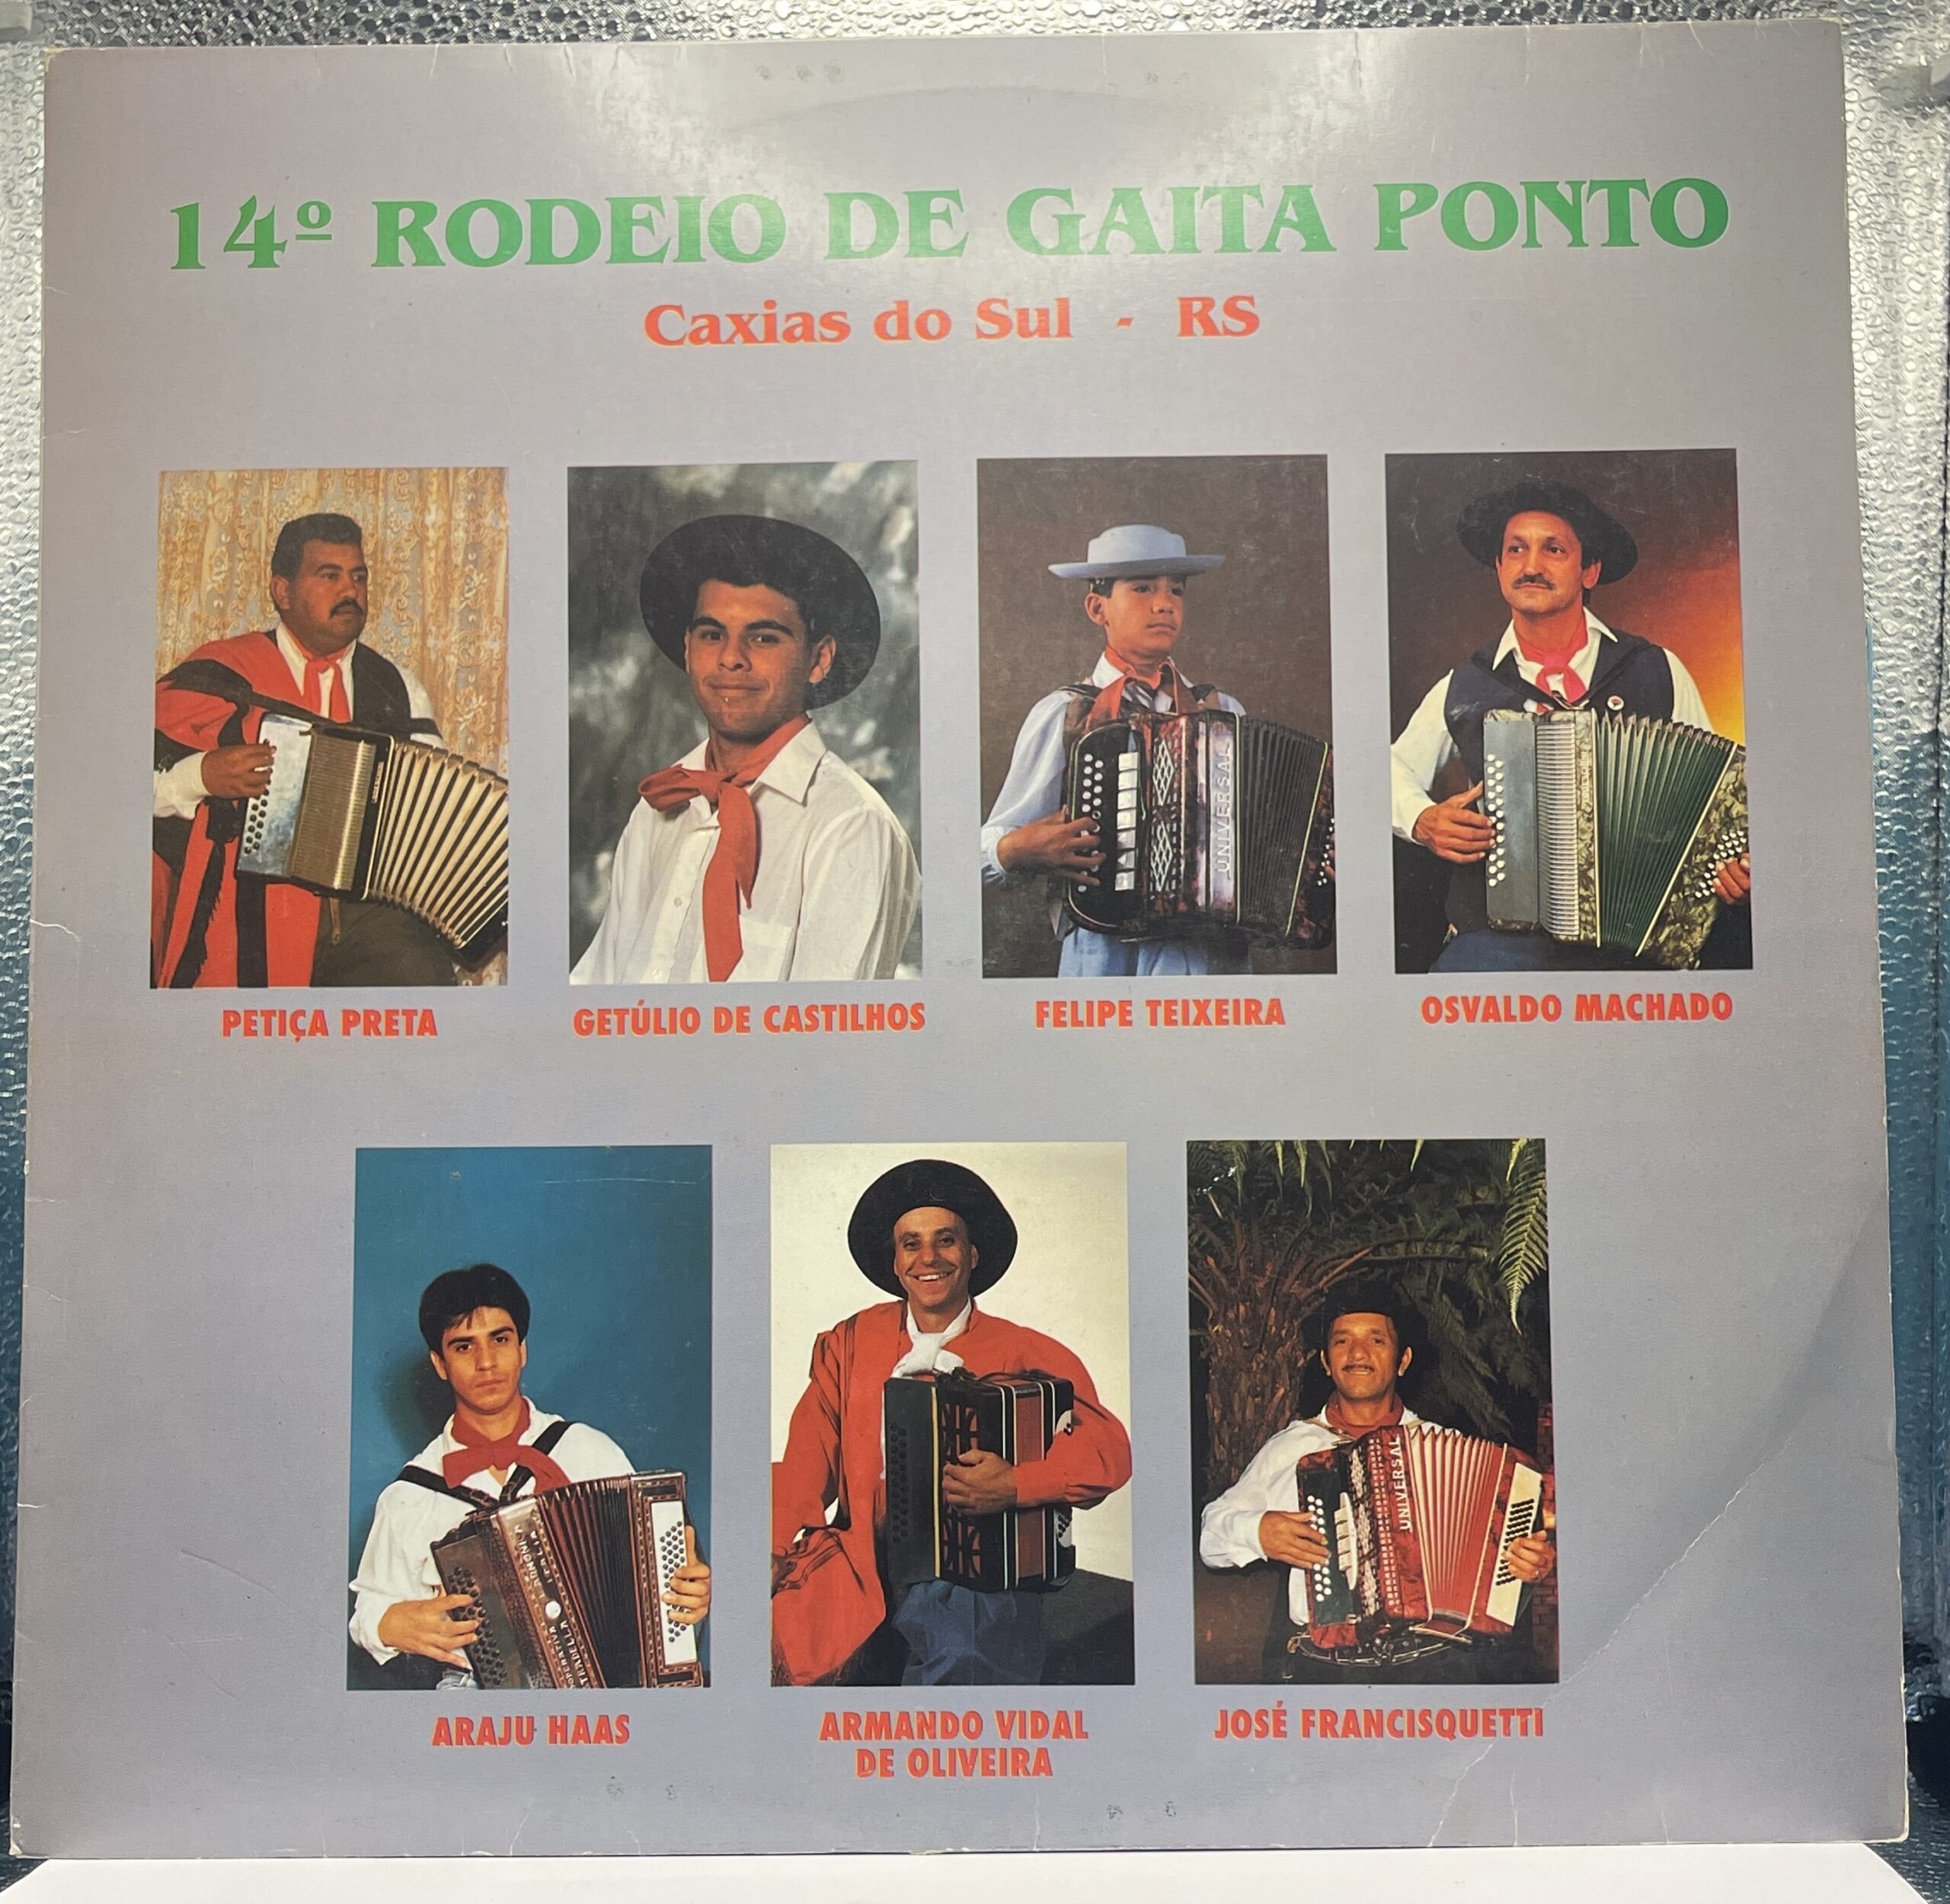 14º RODEIO DE GAITA PONTO
Caxias do Sul - RS
UNIVERSAL
PETIÇA PRETA
GETÚLIO DE CASTILHOS
FELIPE TEIXEIRA
OSVALDO MACHADO
UNIVERSAL
ARAJU HAAS
ARMANDO VIDAL
DE OLIVEIRA
JOSÉ FRANCISQUETTI